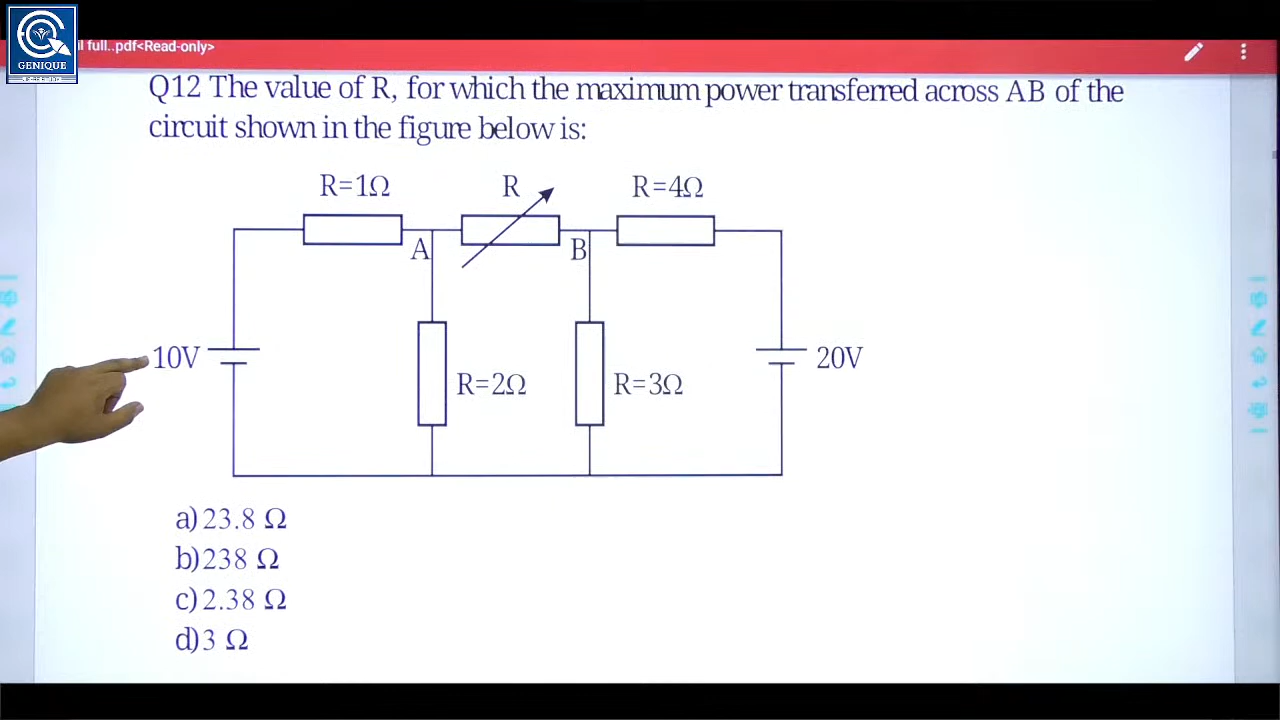 GENIQUE
il full..pdf<Read-only>
Q12 The value of R, for which the maximum power transferred across AB of the
circuit shown in the figure below is:
R=1Ω
R
R=4Ω
A
B
10V
20V
R=2Ω
R=3Ω
a)23.8 Ω
b)238 Ω
c)2.38 Ω
d)3 Ω